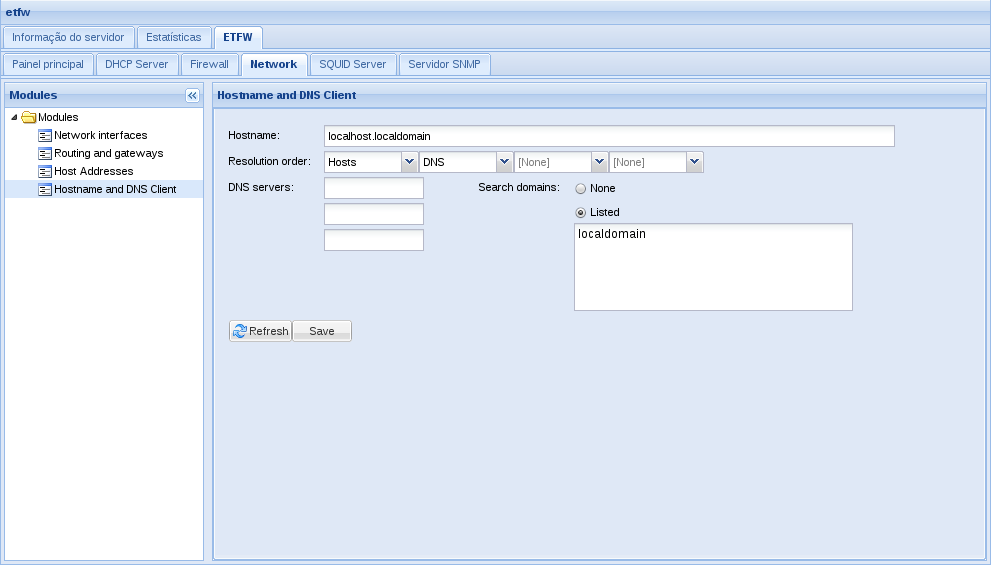 etfw
Informação do servidor Estatísticas ETFW
Painel principal DHCP Server Firewall Network SQUID Server Servidor SNMP
Modules
Modules
Network interfaces
Routing and gateways
Host Addresses
Hostname and DNS Client
Hostname and DNS Client
Hostname: localhost.localdomain
Resolution order: Hosts DNS [None] [None]
DNS servers: Search domains: None
Listed
localdomain
Refresh Save